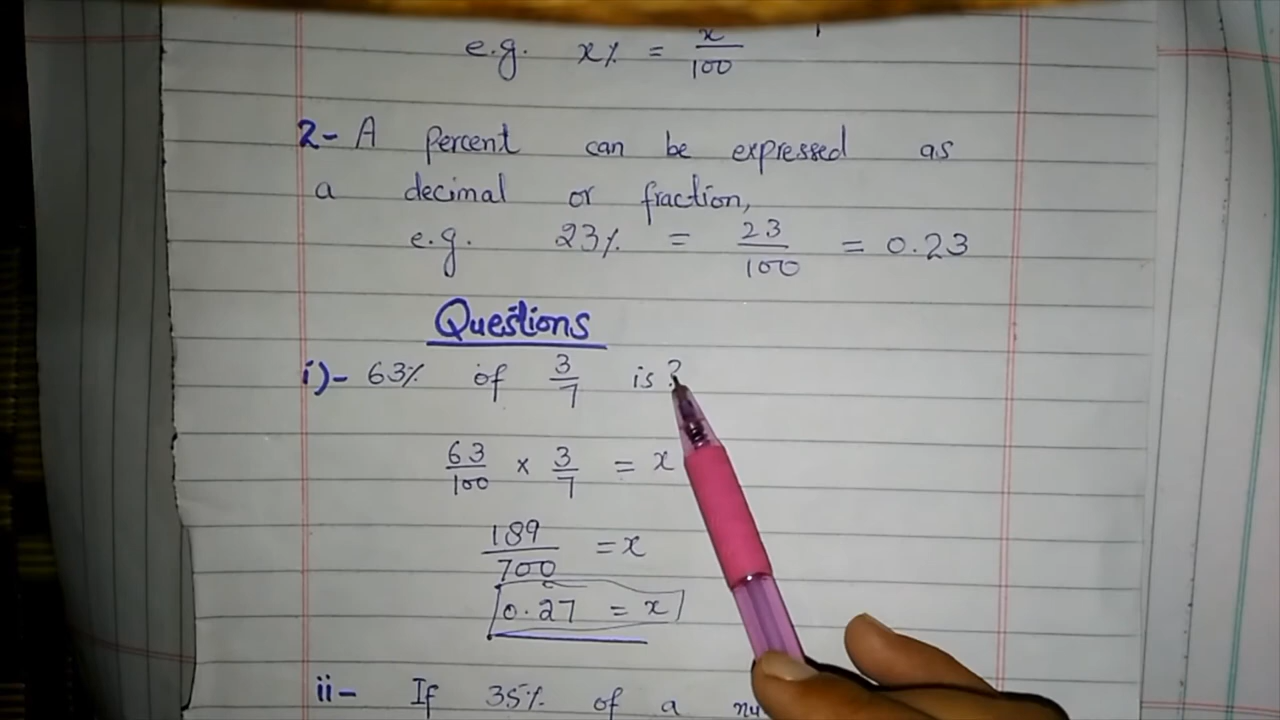 e.g. x% = x/100
2- A percent can be expressed as
a decimal or fraction,
e.g. 23% = 23/100 = 0.23
Questions
i)- 63% of 3/7 is ?
63/100 × 3/7 = x
189/700 = x
0.27 = x
ii- If 35% of a